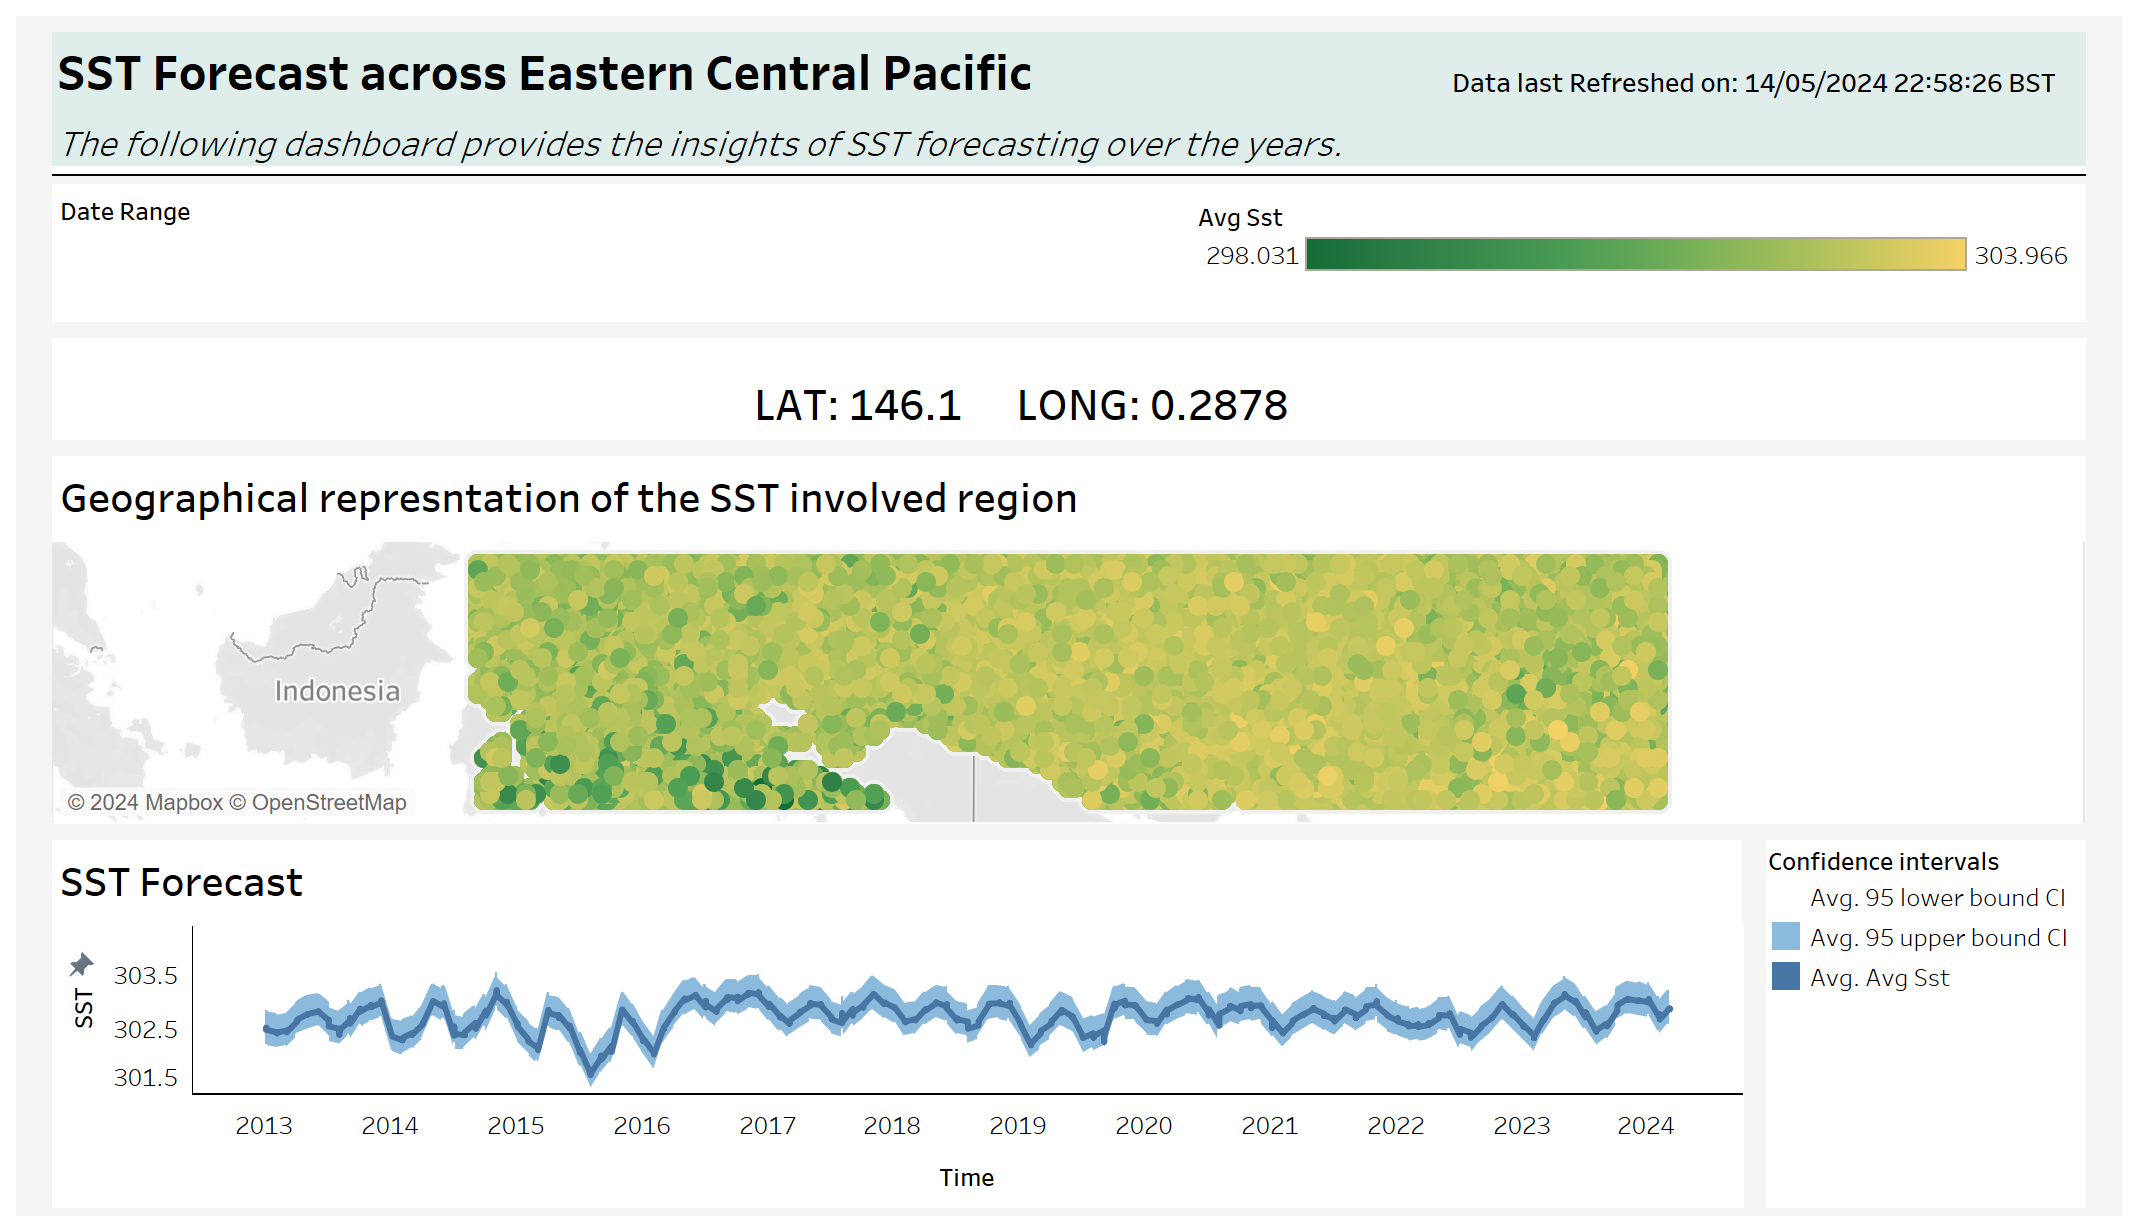 SST Forecast across Eastern Central Pacific
Data last Refreshed on: 14/05/2024 22:58:26 BST
The following dashboard provides the insights of SST forecasting over the years.
Date Range
Avg Sst
298.031
303.966
LAT: 146.1 LONG: 0.2878
Geographical represntation of the SST involved region
Indonesia
© 2024 Mapbox © OpenStreetMap
SST Forecast
SST
303.5
302.5
301.5
2013 2014 2015 2016 2017 2018 2019 2020 2021 2022 2023 2024
Time
Confidence intervals
Avg. 95 lower bound CI
Avg. 95 upper bound CI
Avg. Avg Sst